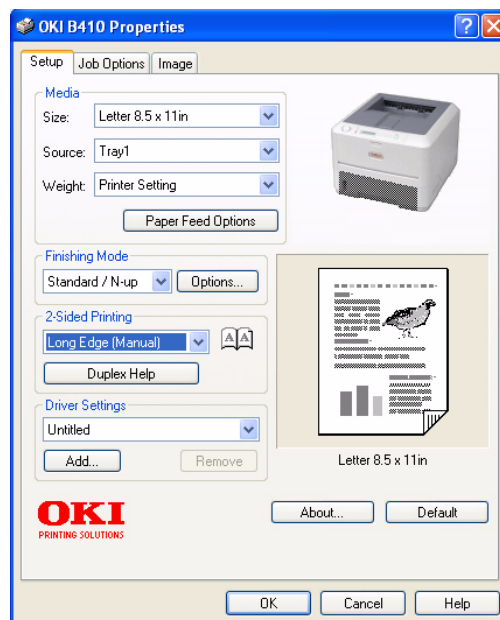 OKI B410 Properties
Setup Job Options Image
Media
Size: Letter 8.5 x 11in
Source: Tray1
Weight: Printer Setting
Paper Feed Options
Finishing Mode
Standard / N-up Options...
2-Sided Printing
Long Edge (Manual) A A
Duplex Help
Driver Settings
Untitled
Add... Remove
Letter 8.5 x 11in
OKI
PRINTING SOLUTIONS
About... Default
OK Cancel Help